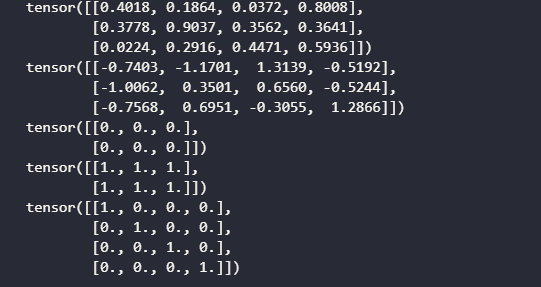 tensor([[0.4018, 0.1864, 0.0372, 0.8008],
        [0.3778, 0.9037, 0.3562, 0.3641],
        [0.0224, 0.2916, 0.4471, 0.5936]])
tensor([[-0.7403, -1.1701,  1.3139, -0.5192],
        [-1.0062,  0.3501,  0.6560, -0.5244],
        [-0.7568,  0.6951, -0.3055,  1.2866]])
tensor([[0., 0., 0.],
        [0., 0., 0.]])
tensor([[1., 1., 1.],
        [1., 1., 1.]])
tensor([[1., 0., 0., 0.],
        [0., 1., 0., 0.],
        [0., 0., 1., 0.],
        [0., 0., 0., 1.]])